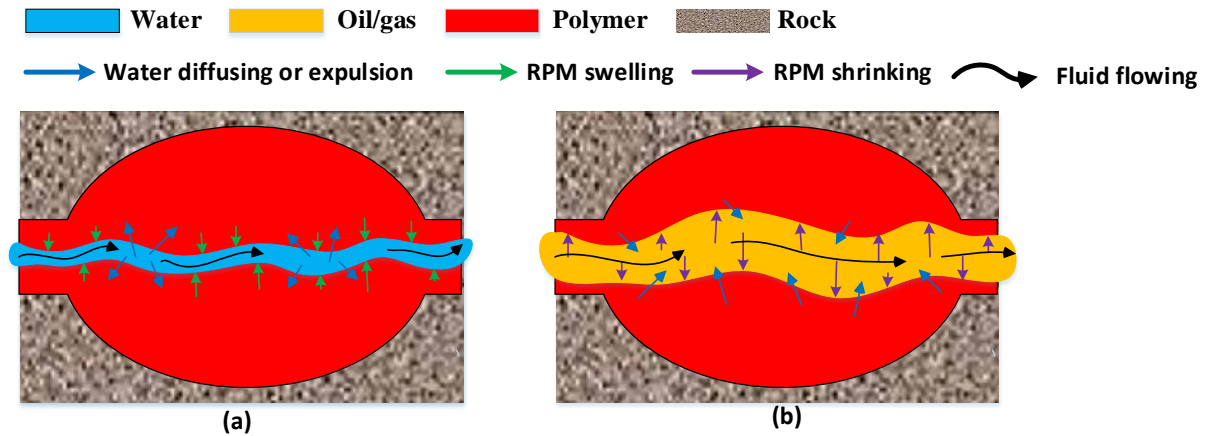 Water Oil/gas Polymer Rock
Water diffusing or expulsion RPM swelling RPM shrinking Fluid flowing
(a) (b)